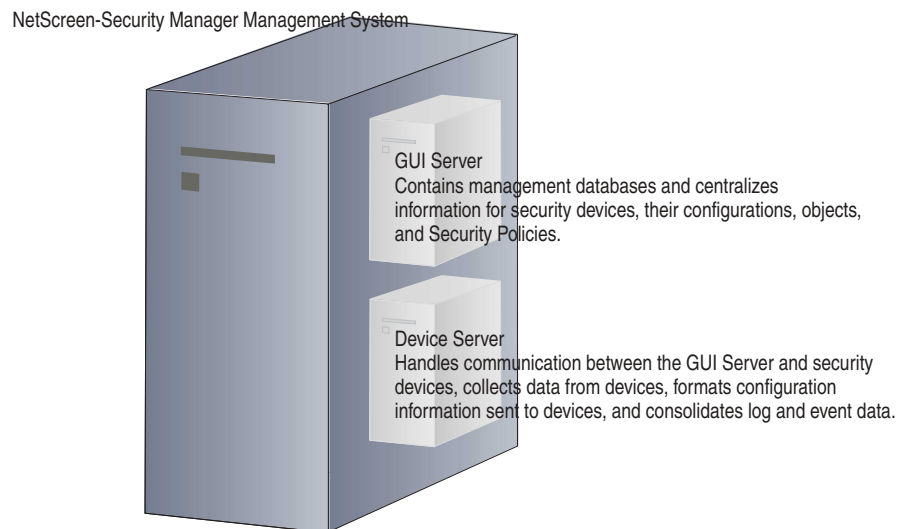 NetScreen-Security Manager Management System
GUI Server
Contains management databases and centralizes
information for security devices, their configurations, objects,
and Security Policies.
Device Server
Handles communication between the GUI Server and security
devices, collects data from devices, formats configuration
information sent to devices, and consolidates log and event data.